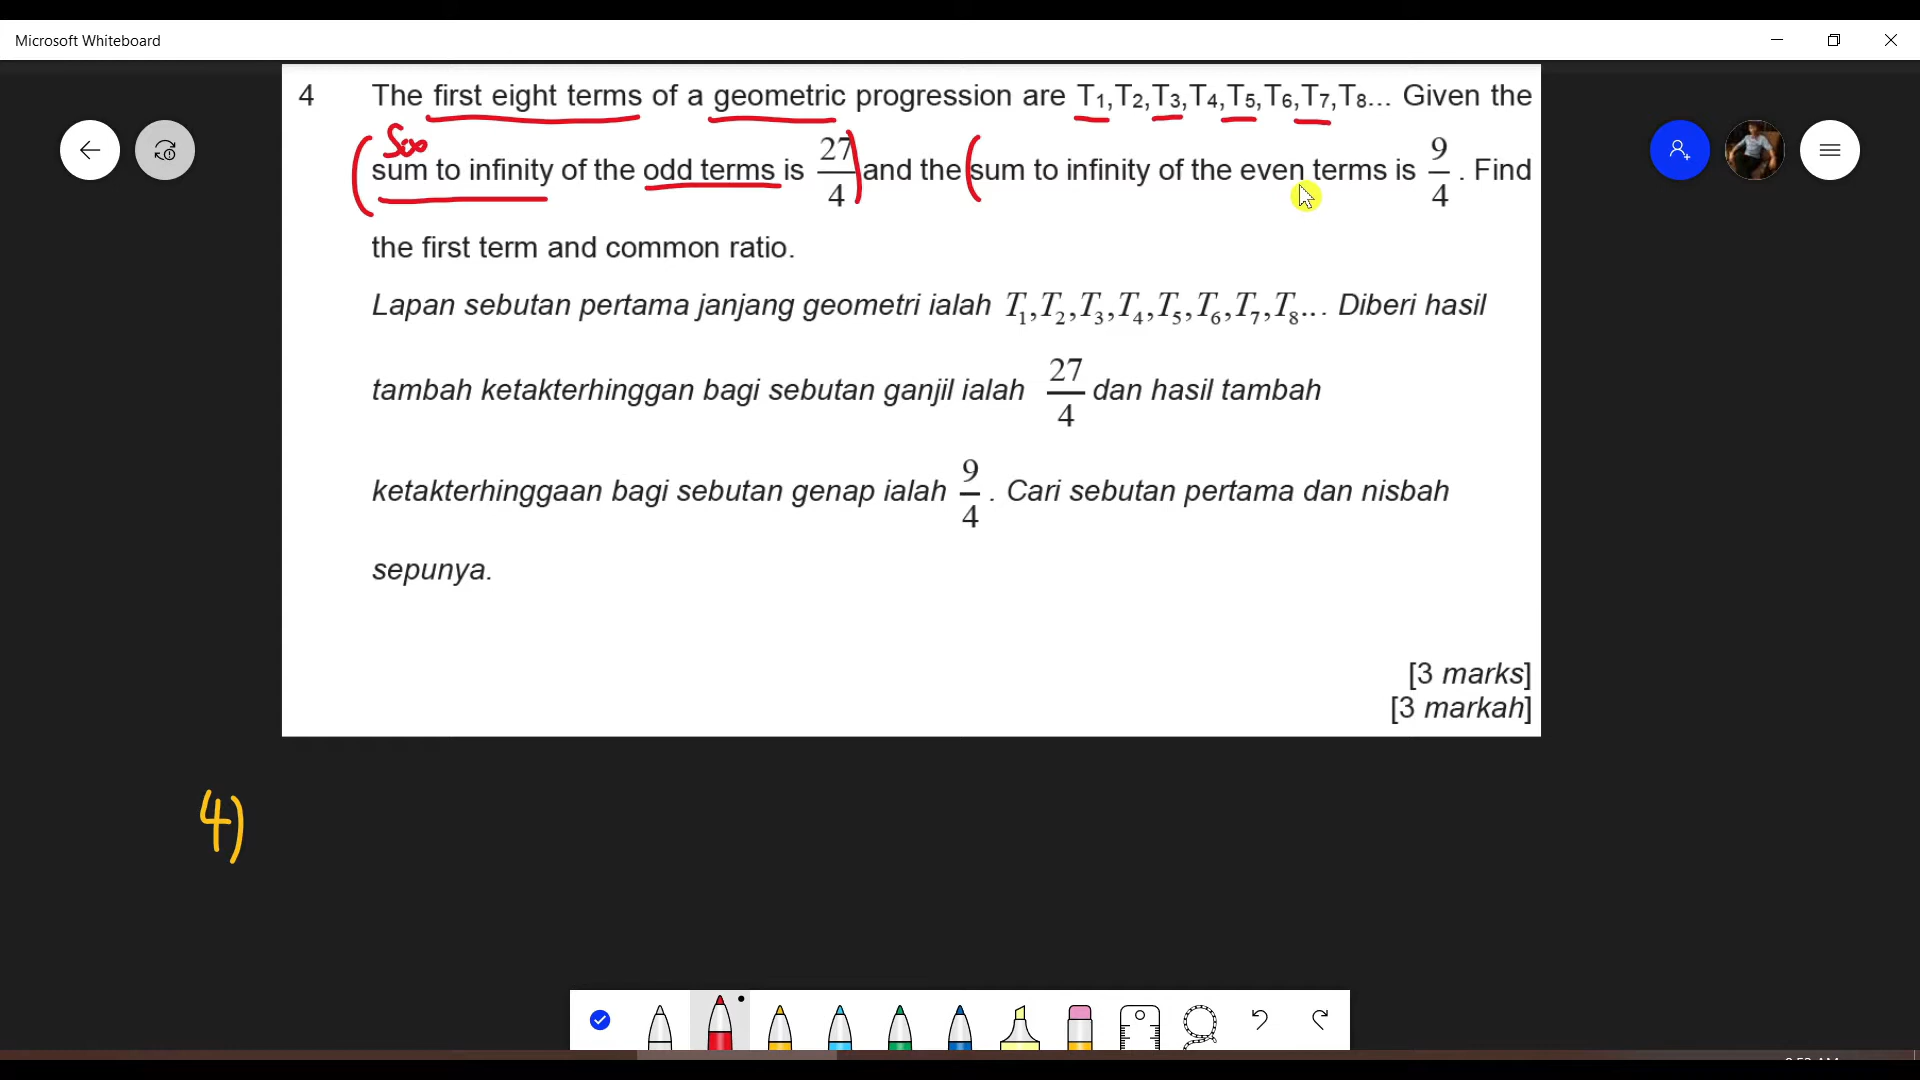 Microsoft Whiteboard
4 The first eight terms of a geometric progression are T₁,T₂,T₃,T₄,T₅,T₆,T₇,T₈... Given the
S∞
sum to infinity of the odd terms is 27/4 and the sum to infinity of the even terms is 9/4 . Find
the first term and common ratio.
Lapan sebutan pertama janjang geometri ialah T₁,T₂,T₃,T₄,T₅,T₆,T₇,T₈... Diberi hasil
tambah ketakterhinggan bagi sebutan ganjil ialah 27/4 dan hasil tambah
ketakterhinggaan bagi sebutan genap ialah 9/4 . Cari sebutan pertama dan nisbah
sepunya.
[3 marks]
[3 markah]
4)